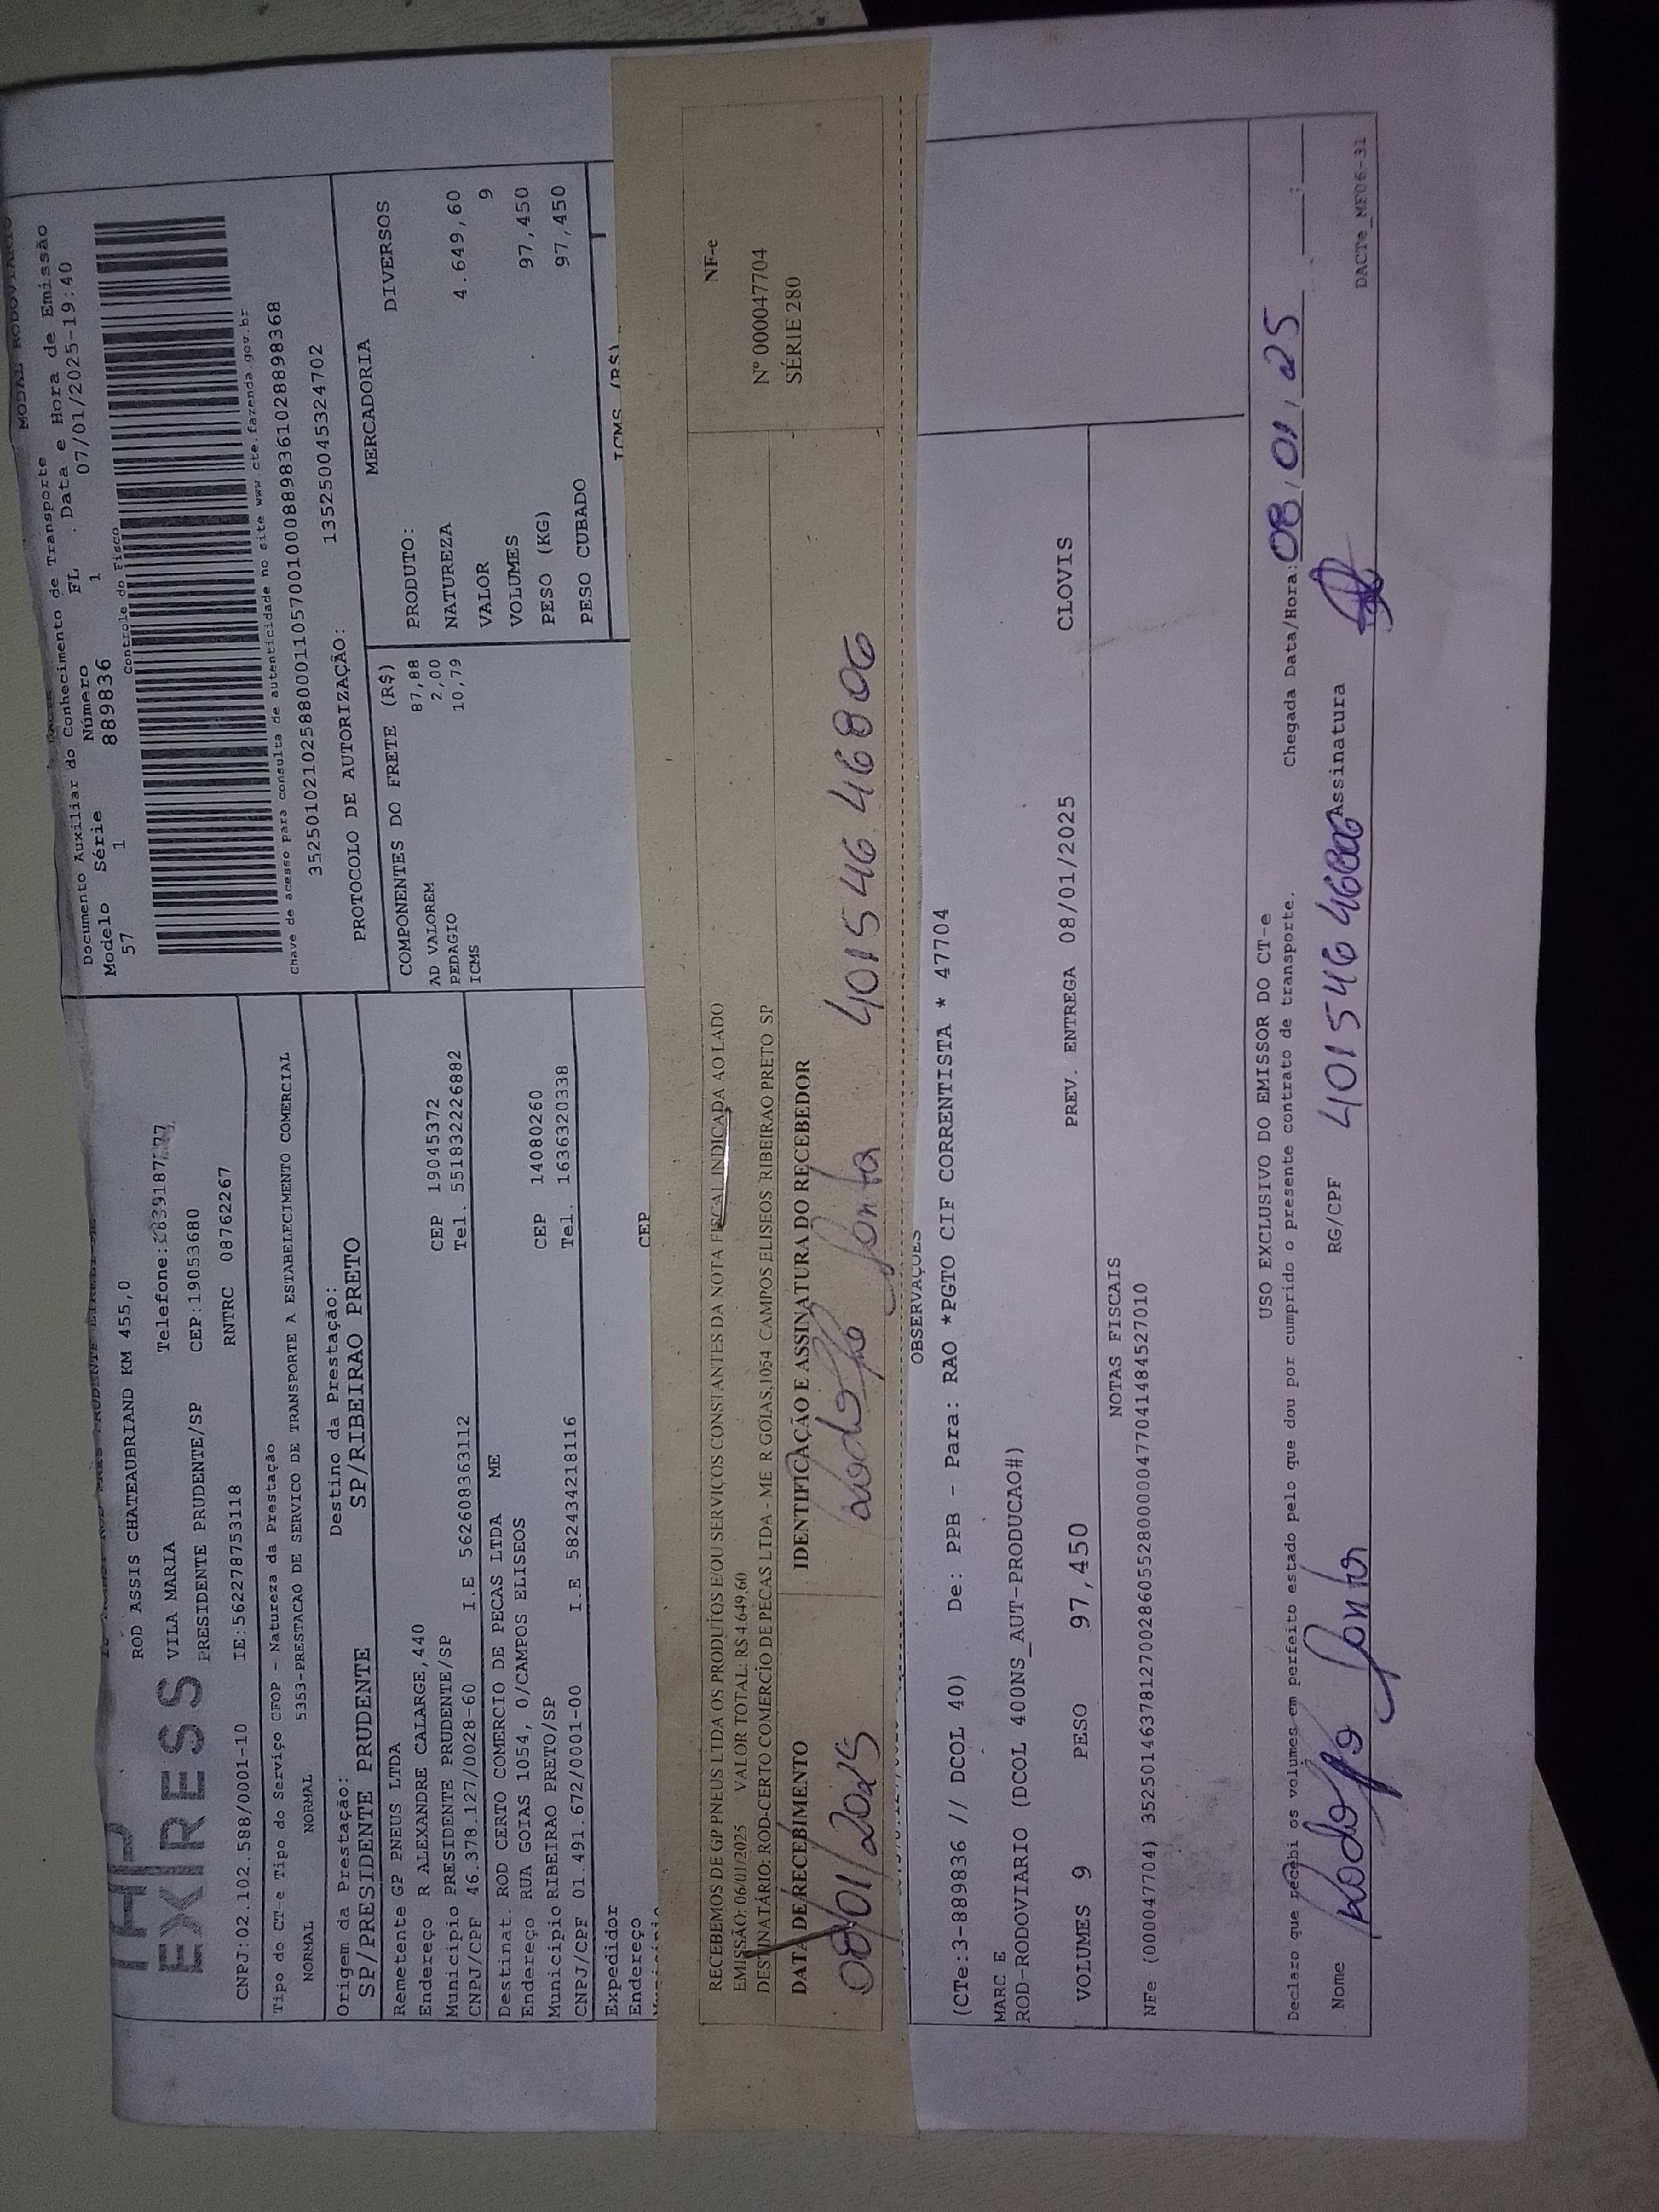 MODAL RODOVIÁRIO
Documento Auxiliar do Conhecimento de Transporte
Modelo Série Número FL . Data e Hora de Emissão
57 1 889836 1 07/01/2025-19:40
Controle do Fisco
Chave de acesso para consulta de autenticidade no site www.cte.fazenda.gov.br
35250102102588000110570010008898361028898368
PROTOCOLO DE AUTORIZAÇÃO: 135250045324702
EXPRESS
ROD ASSIS CHATEAUBRIAND KM 455,0
VILA MARIA
PRESIDENTE PRUDENTE/SP CEP:19053680
CNPJ:02.102.588/0001-10 IE:562278753118 RNTRC 08762267
Tipo do CT-e Tipo do Serviço CFOP - Natureza da Prestação
NORMAL NORMAL 5353-PRESTACAO DE SERVICO DE TRANSPORTE A ESTABELECIMENTO COMERCIAL
Origem da Prestação: Destino da Prestação:
SP/PRESIDENTE PRUDENTE SP/RIBEIRAO PRETO
Remetente GP PNEUS LTDA
Endereço R ALEXANDRE CALARGE,440 CEP 19045372
Município PRESIDENTE PRUDENTE/SP Tel. 551832226882
CNPJ/CPF 46.378.127/0028-60 I.E 562608363112
Destinat. ROD CERTO COMERCIO DE PECAS LTDA ME
Endereço RUA GOIAS 1054, 0/CAMPOS ELISEOS CEP 14080260
Município RIBEIRAO PRETO/SP Tel. 1636320338
CNPJ/CPF 01.491.672/0001-00 I.E 582434218116
Expedidor
Endereço CEP
COMPONENTES DO FRETE (R$)
AD VALOREM 87,88
PEDAGIO 2,00
ICMS 10,79
MERCADORIA
PRODUTO: DIVERSOS
NATUREZA
VALOR 4.649,60
VOLUMES 9
PESO (KG) 97,450
PESO CUBADO 97,450
ICMS (R$)
RECEBEMOS DE GP PNEUS LTDA OS PRODUTOS E/OU SERVIÇOS CONSTANTES DA NOTA FISCAL INDICADA AO LADO
EMISSÃO: 06/01/2025 VALOR TOTAL: R$ 4.649,60
DESTINATÁRIO: ROD-CERTO COMERCIO DE PECAS LTDA - ME R GOIAS,1054 CAMPOS ELISEOS RIBEIRAO PRETO SP
DATA DE RECEBIMENTO IDENTIFICAÇÃO E ASSINATURA DO RECEBEDOR
08/01/2025 Rodolfo Ponta 401546 46806
NF-e
Nº 000047704
SÉRIE 280
OBSERVAÇÕES
(CTe:3-889836 // DCOL 40) De: PPB - Para: RAO *PGTO CIF CORRENTISTA * 47704
MARC E
ROD-RODOVIARIO (DCOL 400NS_AUT-PRODUCAO#)
VOLUMES 9 PESO 97,450 PREV. ENTREGA 08/01/2025 CLOVIS
NOTAS FISCAIS
NFe (000047704) 35250146378127002860552800000477041484527010
USO EXCLUSIVO DO EMISSOR DO CT-e
Declaro que recebi os volumes em perfeito estado pelo que dou por cumprido o presente contrato de transporte. Chegada Data/Hora: 08/01/25 :
Nome Rodolfo Ponta RG/CPF 401546 46806 Assinatura
DACTe_MF06-31